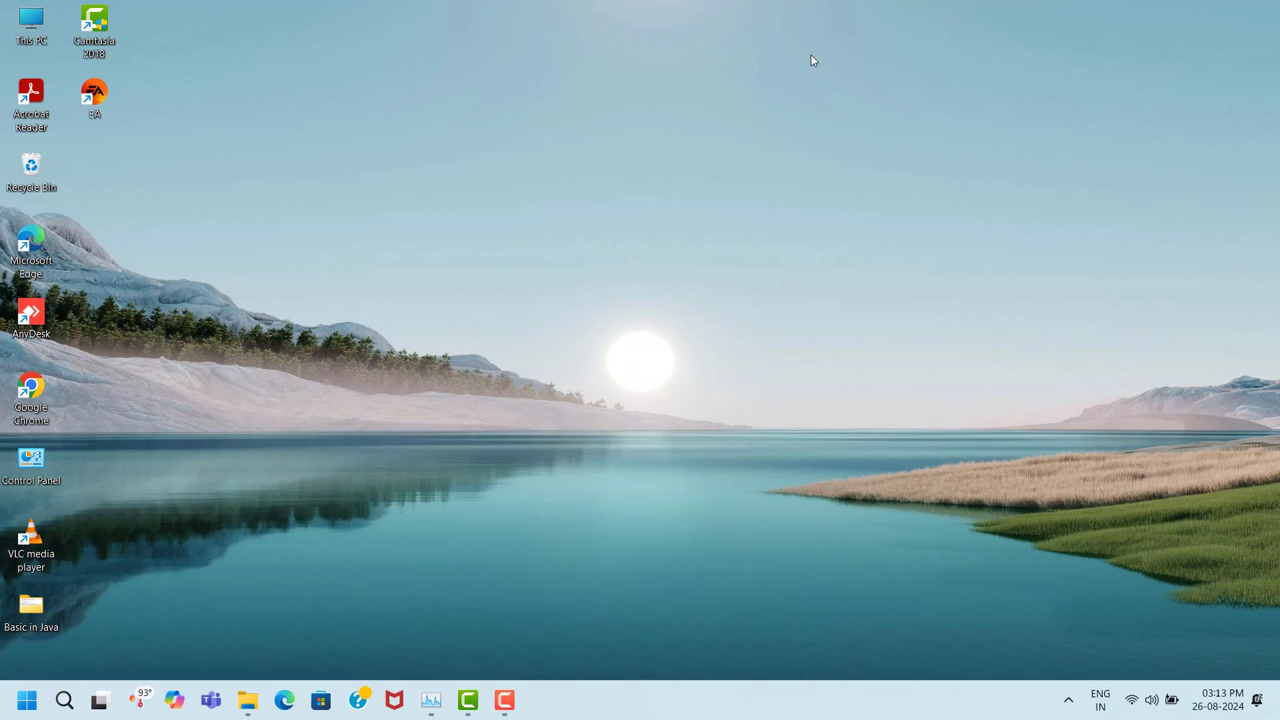 This PC
Camtasia
2018
Acrobat
Reader
EA
Recycle Bin
Microsoft
Edge
AnyDesk
Google
Chrome
Control Panel
VLC media
player
Basic in Java
93°
ENG
IN
03:13 PM
26-08-2024